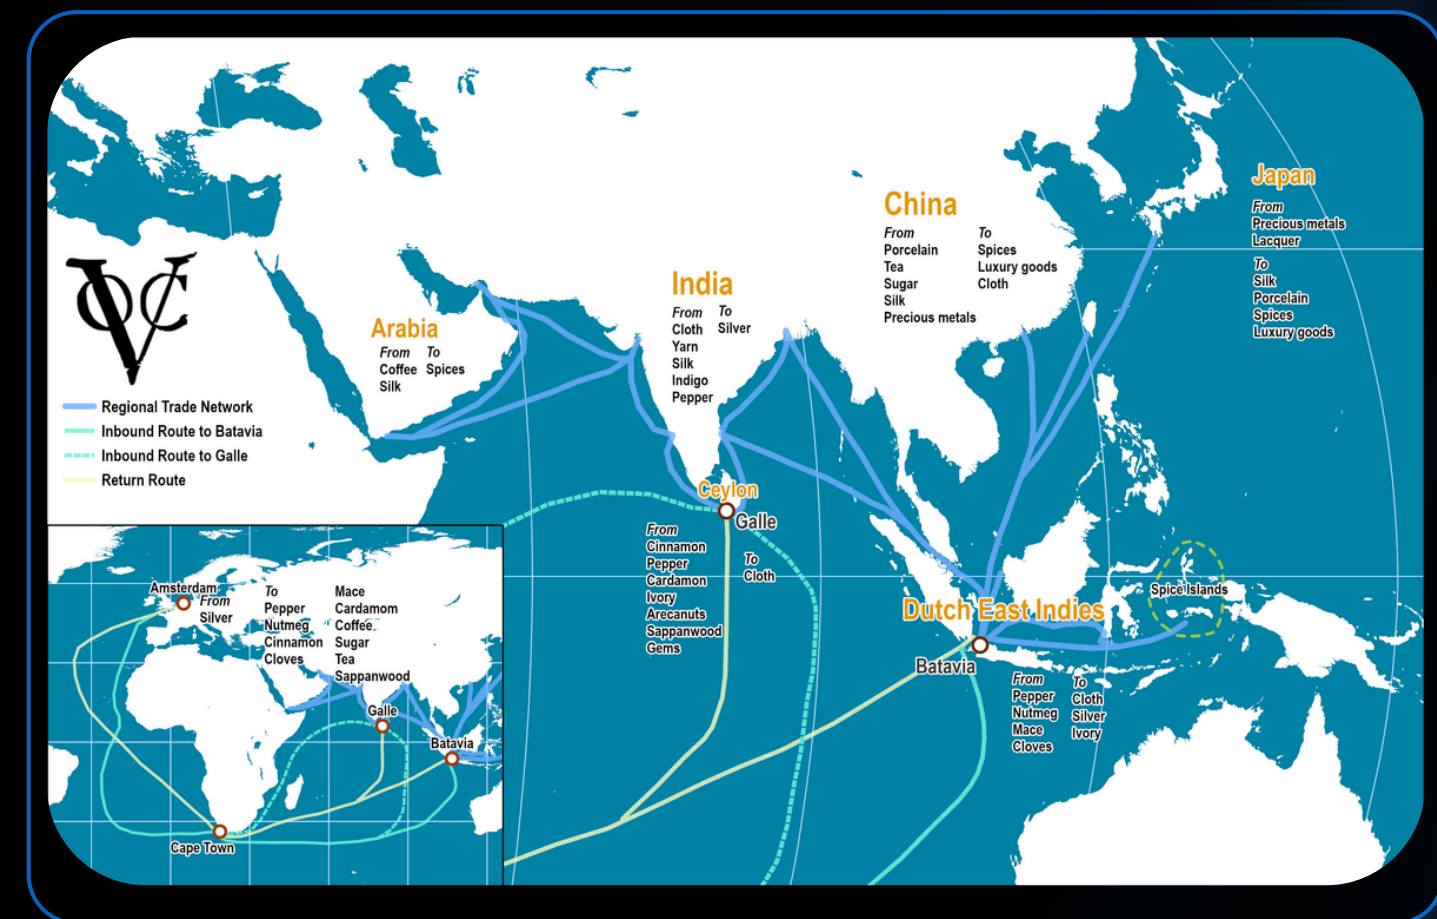 VOC
Regional Trade Network
Inbound Route to Batavia
Inbound Route to Galle
Return Route
Arabia
From
Coffee
Silk
To
Spices
India
From
Cloth
Yarn
Silk
Indigo
Pepper
To
Silver
China
From
Porcelain
Tea
Sugar
Silk
Precious metals
To
Spices
Luxury goods
Cloth
Japan
From
Precious metals
Lacquer
To
Silk
Porcelain
Spices
Luxury goods
Ceylon
Galle
From
Cinnamon
Pepper
Cardamon
Ivory
Arecanuts
Sappanwood
Gems
To
Cloth
Spice Islands
Dutch East Indies
Batavia
From
Pepper
Nutmeg
Mace
Cloves
To
Cloth
Silver
Ivory
Amsterdam
From
Silver
To
Pepper
Nutmeg
Cinnamon
Cloves
Mace
Cardamom
Coffee
Sugar
Tea
Sappanwood
Galle
Batavia
Cape Town